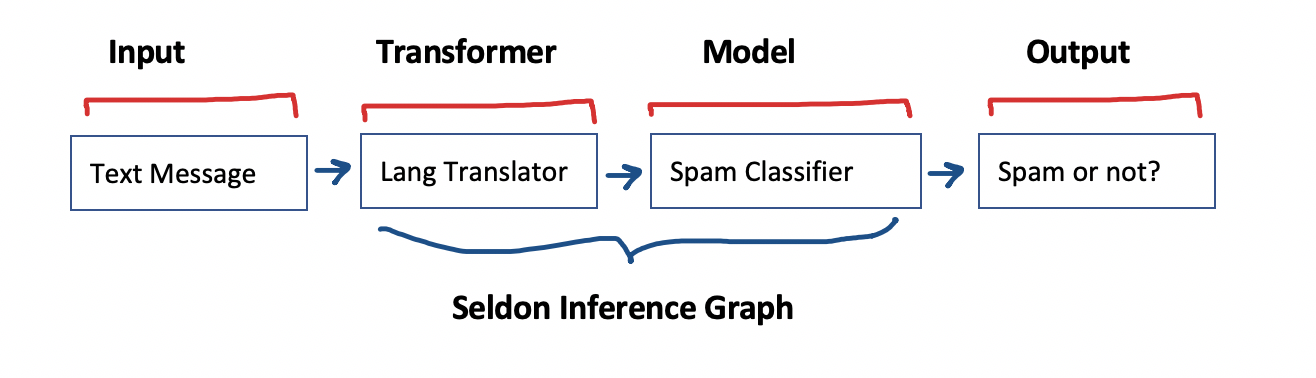 Input
Transformer
Model
Output
Text Message
Lang Translator
Spam Classifier
Spam or not?
Seldon Inference Graph